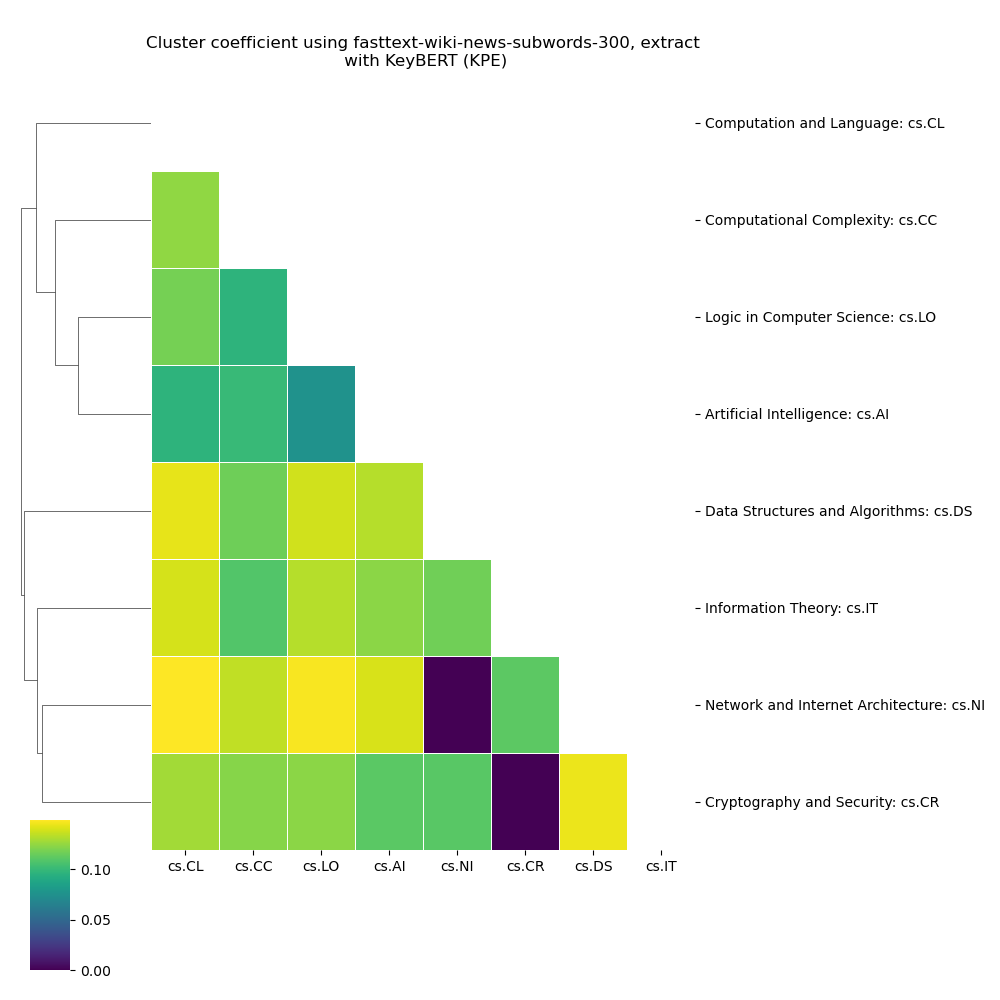 Cluster coefficient using fasttext-wiki-news-subwords-300, extract
with KeyBERT (KPE)
Computation and Language: cs.CL
Computational Complexity: cs.CC
Logic in Computer Science: cs.LO
Artificial Intelligence: cs.AI
Data Structures and Algorithms: cs.DS
Information Theory: cs.IT
Network and Internet Architecture: cs.NI
Cryptography and Security: cs.CR
cs.CL cs.CC cs.LO cs.AI cs.NI cs.CR cs.DS cs.IT
0.10
0.05
0.00